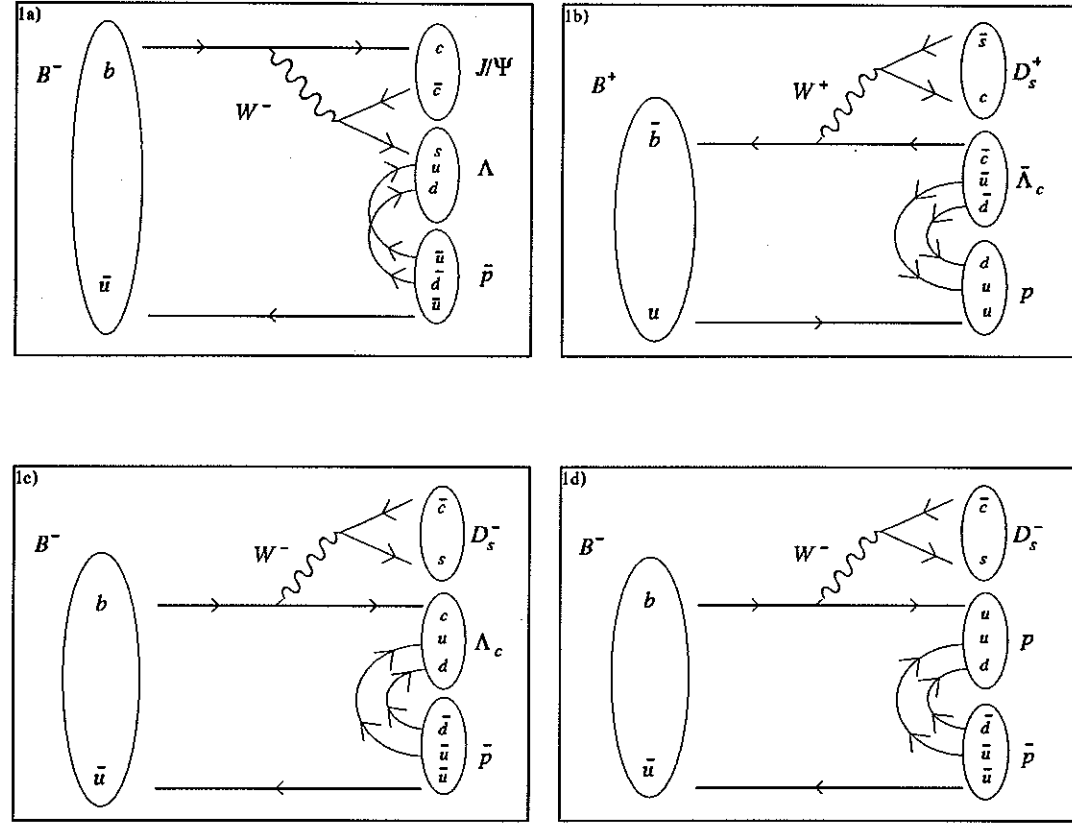 1a)
B⁻
b
ū
W⁻
c
c̄
J/Ψ
s
u
d
Λ
ū
d̄
ū
p̄
1b)
B⁺
b̄
u
W⁺
s̄
c
D_s⁺
c̄
ū
d̄
Λ̄_c
d
u
u
p
1c)
B⁻
b
ū
W⁻
c̄
s
D_s⁻
c
u
d
Λ_c
d̄
ū
ū
p̄
1d)
B⁻
b
ū
W⁻
c̄
s
D_s⁻
u
u
d
p
d̄
ū
ū
p̄